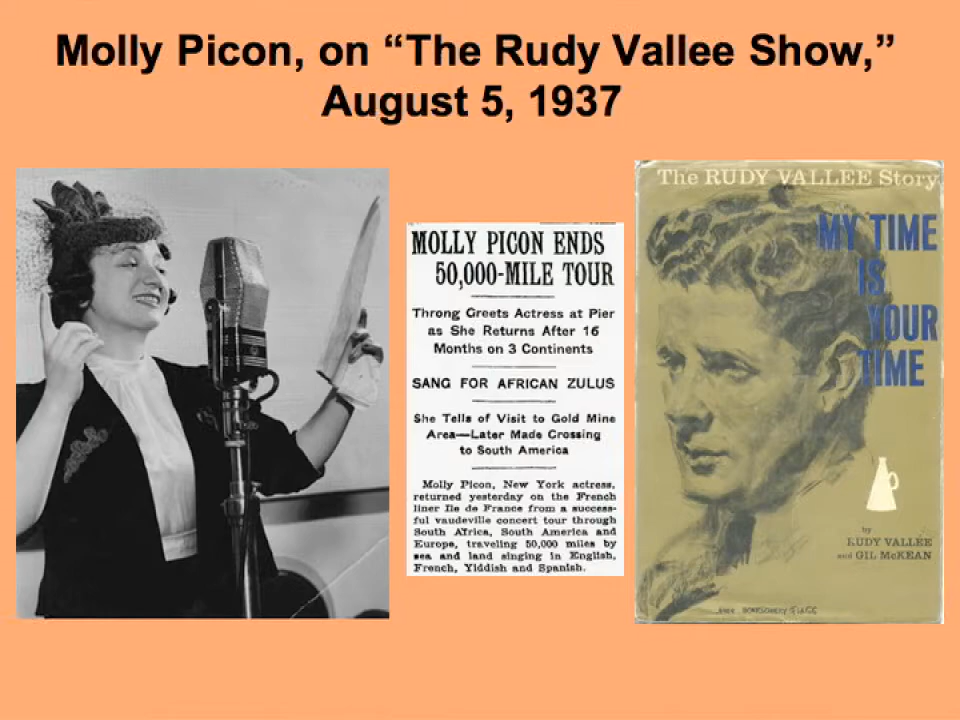 Molly Picon, on “The Rudy Vallee Show,”
August 5, 1937
MOLLY PICON ENDS
50,000-MILE TOUR
Throng Greets Actress at Pier
as She Returns After 16
Months on 3 Continents
SANG FOR AFRICAN ZULUS
She Tells of Visit to Gold Mine
Area—Later Made Crossing
to South America
Molly Picon, New York actress,
returned yesterday on the French
liner Ile de France from a success-
ful vaudeville concert tour through
South Africa, South America and
Europe, traveling 50,000 miles by
sea and land singing in English,
French, Yiddish and Spanish.
The RUDY VALLEE Story
MY TIME
IS
YOUR
TIME
by
RUDY VALLEE
and GIL McKEAN
MONTGOMERY FLAGG